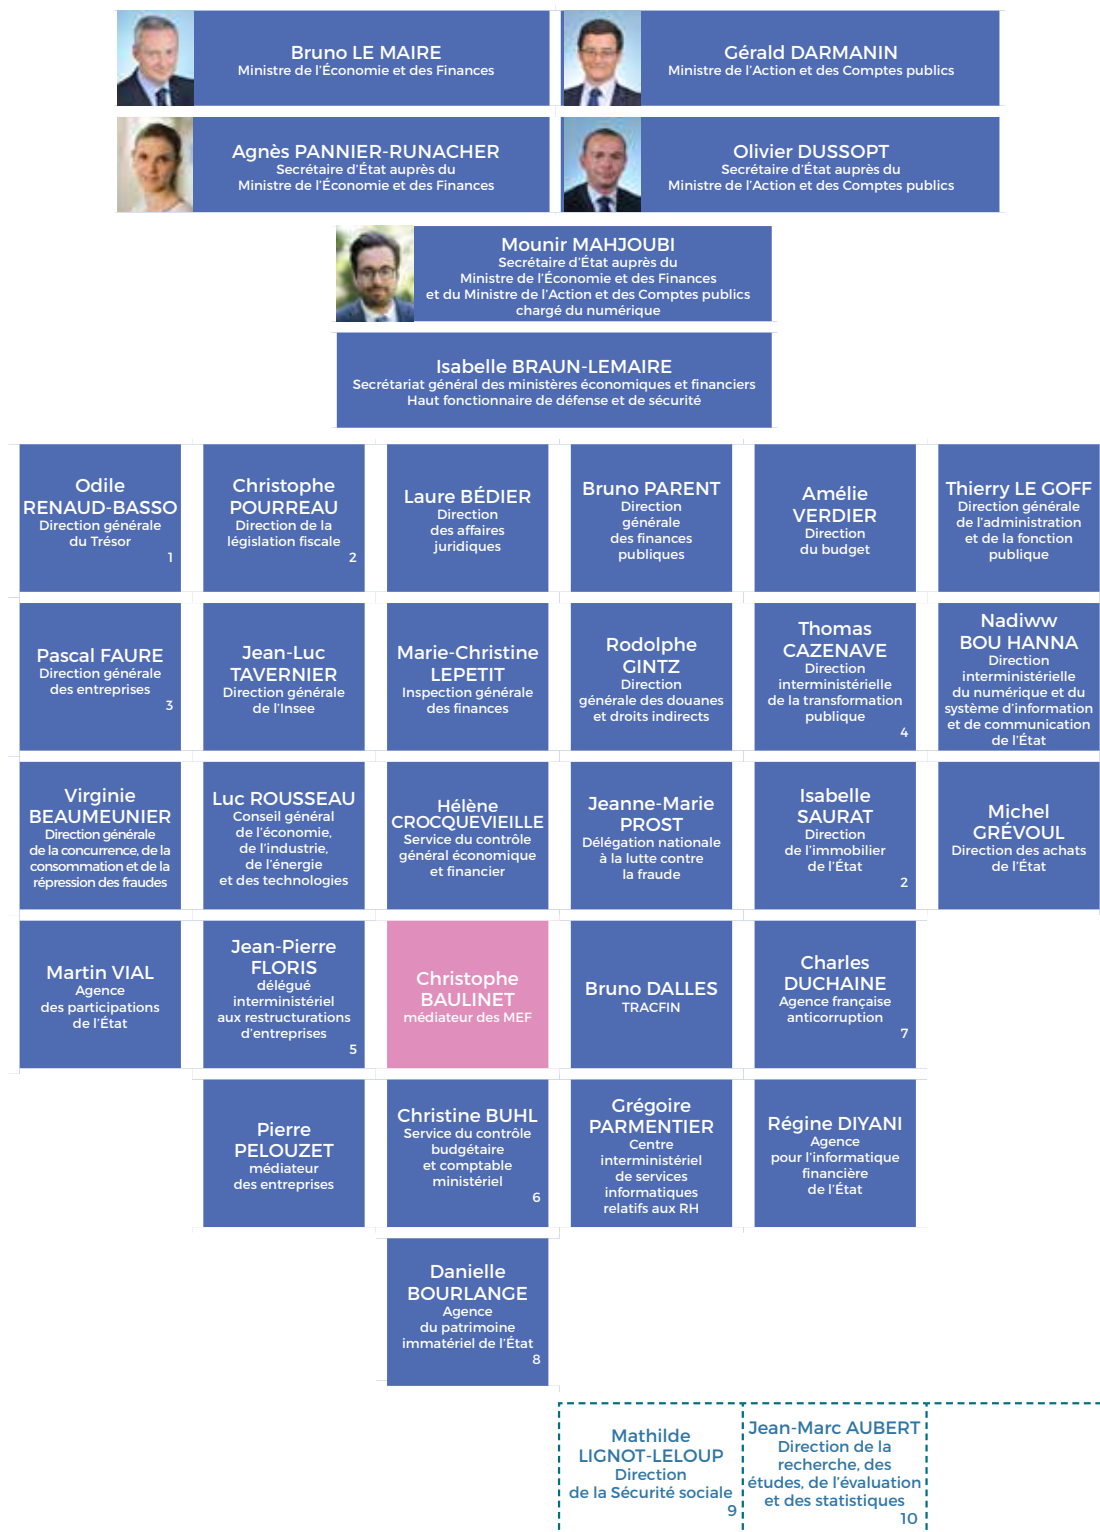 Bruno LE MAIRE
Ministre de l'Économie et des Finances
Gérald DARMANIN
Ministre de l'Action et des Comptes publics
Agnès PANNIER-RUNACHER
Secrétaire d'État auprès du
Ministre de l'Économie et des Finances
Olivier DUSSOPT
Secrétaire d'État auprès du
Ministre de l'Action et des Comptes publics
Mounir MAHJOUBI
Secrétaire d'État auprès du
Ministre de l'Économie et des Finances
et du Ministre de l'Action et des Comptes publics
chargé du numérique
Isabelle BRAUN-LEMAIRE
Secrétariat général des ministères économiques et financiers
Haut fonctionnaire de défense et de sécurité
Odile
RENAUD-BASSO
Direction générale
du Trésor
1
Christophe
POURREAU
Direction de la
législation fiscale
2
Laure BÉDIER
Direction
des affaires
juridiques
Bruno PARENT
Direction
générale
des finances
publiques
Amélie
VERDIER
Direction
du budget
Thierry LE GOFF
Direction générale
de l'administration
et de la fonction
publique
Pascal FAURE
Direction générale
des entreprises
3
Jean-Luc
TAVERNIER
Direction générale
de l'Insee
Marie-Christine
LEPETIT
Inspection générale
des finances
Rodolphe
GINTZ
Direction
générale des douanes
et droits indirects
Thomas
CAZENAVE
Direction
interministérielle
de la transformation
publique
4
Nadiww
BOU HANNA
Direction
interministérielle
du numérique et du
système d'information
et de communication
de l'État
Virginie
BEAUMEUNIER
Direction générale
de la concurrence, de la
consommation et de la
répression des fraudes
Luc ROUSSEAU
Conseil général
de l'économie,
de l'industrie,
de l'énergie
et des technologies
Hélène
CROCQUEVIEILLE
Service du contrôle
général économique
et financier
Jeanne-Marie
PROST
Délégation nationale
à la lutte contre
la fraude
Isabelle
SAURAT
Direction
de l'immobilier
de l'État
2
Michel
GRÉVOUL
Direction des achats
de l'État
Martin VIAL
Agence
des participations
de l'État
Jean-Pierre
FLORIS
délégué
interministériel
aux restructurations
d'entreprises
5
Christophe
BAULINET
médiateur des MEF
Bruno DALLES
TRACFIN
Charles
DUCHAINE
Agence française
anticorruption
7
Pierre
PELOUZET
médiateur
des entreprises
Christine BUHL
Service du contrôle
budgétaire
et comptable
ministériel
6
Grégoire
PARMENTIER
Centre
interministériel
de services
informatiques
relatifs aux RH
Régine DIYANI
Agence
pour l'informatique
financière
de l'État
Danielle
BOURLANGE
Agence
du patrimoine
immatériel de l'État
8
Mathilde
LIGNOT-LELOUP
Direction
de la Sécurité sociale
9
Jean-Marc AUBERT
Direction de la
recherche, des
études, de l'évaluation
et des statistiques
10